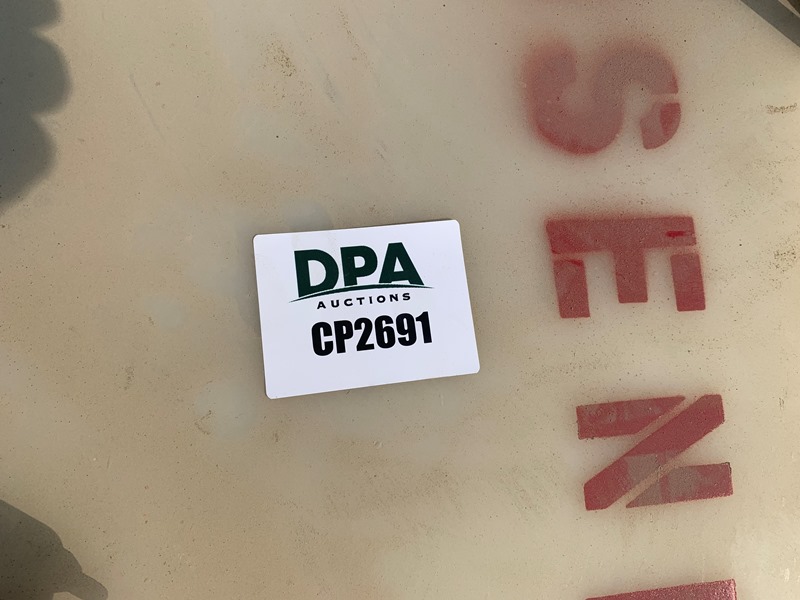 DPA
AUCTIONS
CP2691
SEN